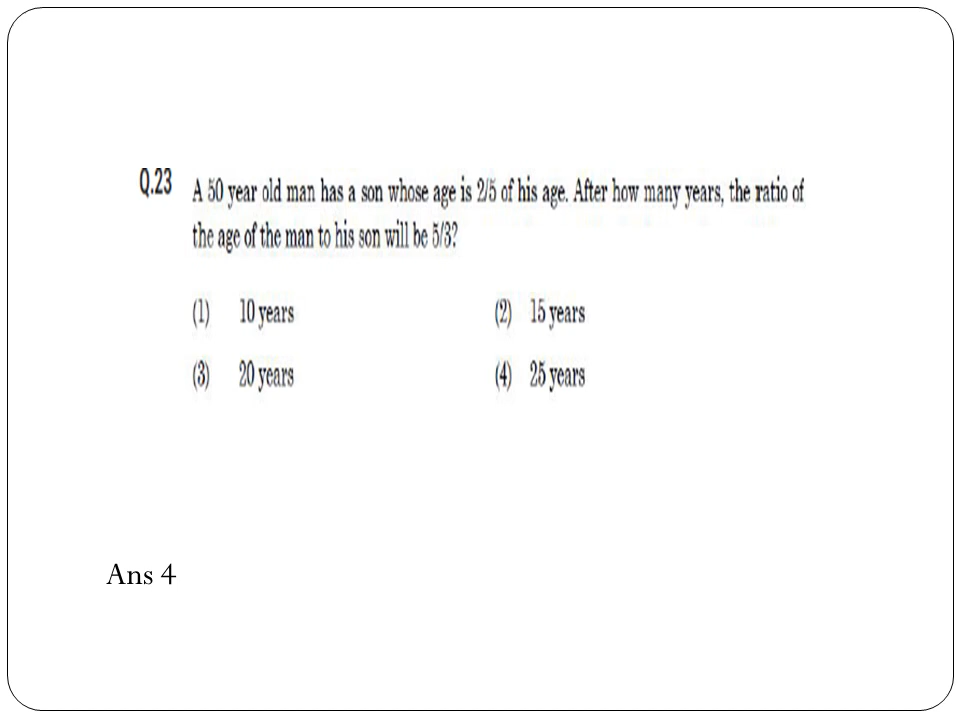 Q.23 A 50 year old man has a son whose age is 2/5 of his age. After how many years, the ratio of
the age of the man to his son will be 5/3?
(1) 10 years (2) 15 years
(3) 20 years (4) 25 years
Ans 4